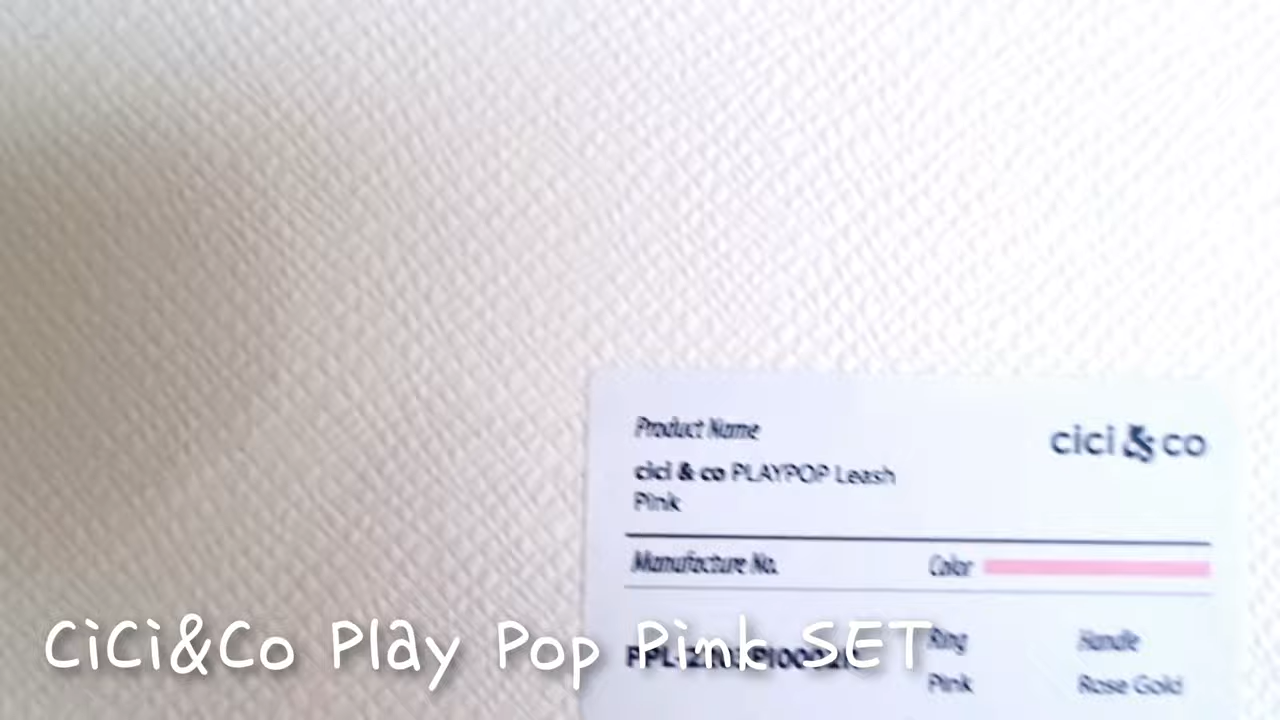 Product Name
cici & co
cici & co PLAYPOP Leash
Pink
Manufacture No.
Color
CiCi&Co Play Pop Pink SET
Ring
Handle
Pink
Rose Gold